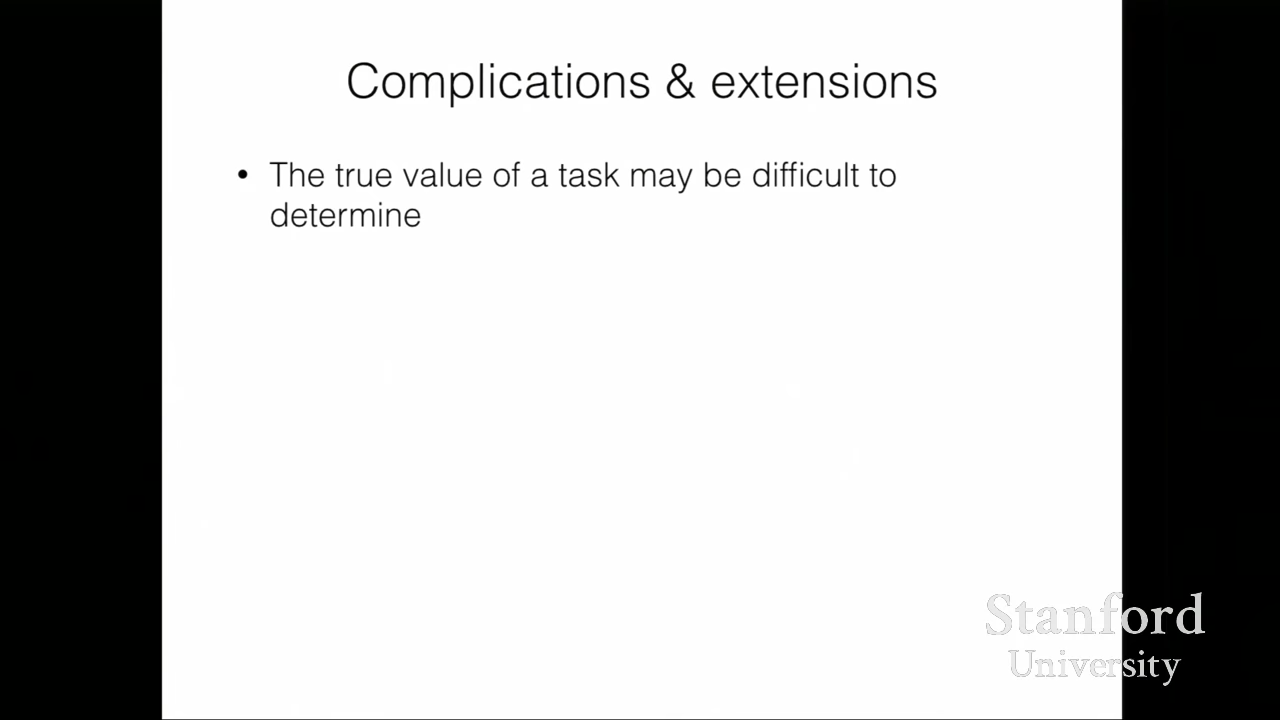 Complications & extensions
• The true value of a task may be difficult to
determine
Stanford
University